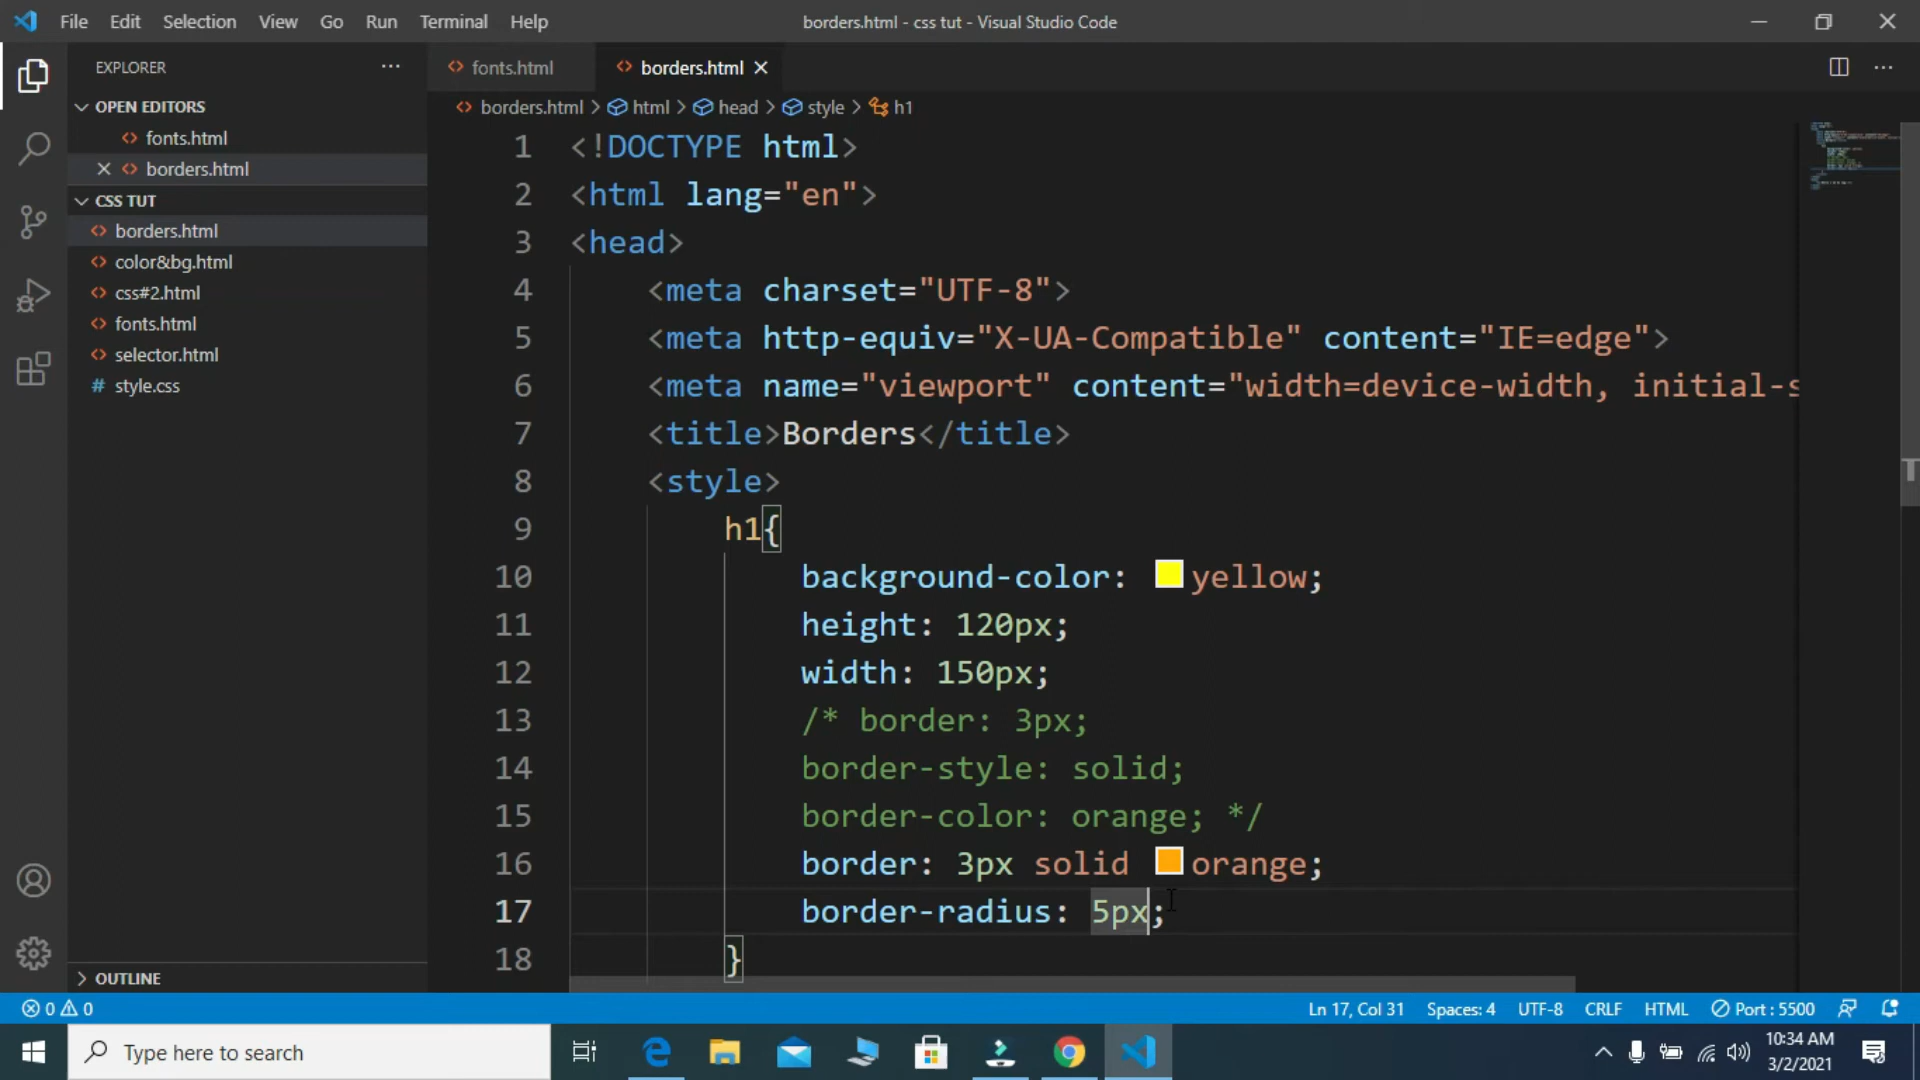 File Edit Selection View Go Run Terminal Help
borders.html - css tut - Visual Studio Code
EXPLORER
OPEN EDITORS
fonts.html
borders.html
CSS TUT
borders.html
color&bg.html
css#2.html
fonts.html
selector.html
# style.css
OUTLINE
fonts.html
borders.html
borders.html > html > head > style > h1
1 <!DOCTYPE html>
2 <html lang="en">
3 <head>
4 <meta charset="UTF-8">
5 <meta http-equiv="X-UA-Compatible" content="IE=edge">
6 <meta name="viewport" content="width=device-width, initial-s
7 <title>Borders</title>
8 <style>
9 h1{
10 background-color: yellow;
11 height: 120px;
12 width: 150px;
13 /* border: 3px;
14 border-style: solid;
15 border-color: orange; */
16 border: 3px solid orange;
17 border-radius: 5px;
18 }
0 0
Ln 17, Col 31 Spaces: 4 UTF-8 CRLF HTML Port : 5500
Type here to search
10:34 AM
3/2/2021